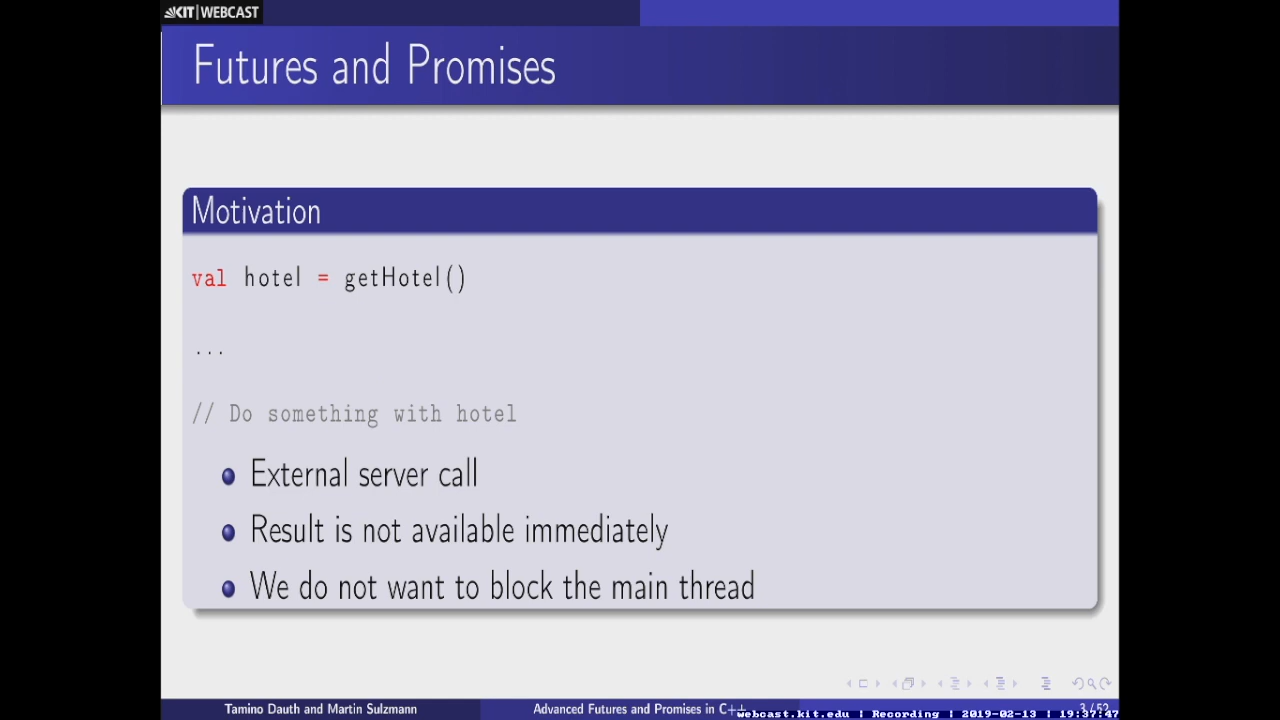 KIT WEBCAST
Futures and Promises
Motivation
val hotel = getHotel()
...
// Do something with hotel
External server call
Result is not available immediately
We do not want to block the main thread
Tamino Dauth and Martin Sulzmann Advanced Futures and Promises in C++ 3 / 52
webcast.kit.edu | Recording | 2019-02-13 | 19:37:47